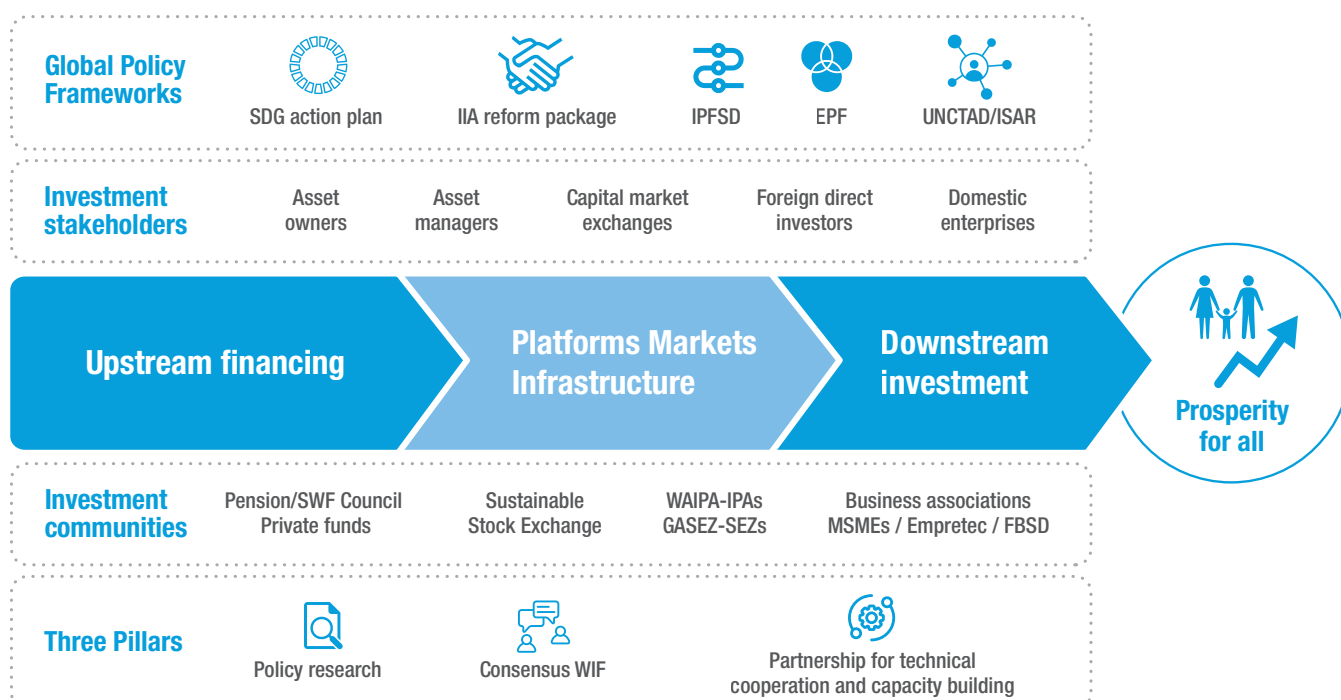 Global Policy
Frameworks
SDG action plan
IIA reform package
IPFSD
EPF
UNCTAD/ISAR
Investment
stakeholders
Asset
owners
Asset
managers
Capital market
exchanges
Foreign direct
investors
Domestic
enterprises
Upstream financing
Platforms Markets
Infrastructure
Downstream
investment
Prosperity
for all
Investment
communities
Pension/SWF Council
Private funds
Sustainable
Stock Exchange
WAIPA-IPAs
GASEZ-SEZs
Business associations
MSMEs / Empretec / FBSD
Three Pillars
Policy research
Consensus WIF
Partnership for technical
cooperation and capacity building